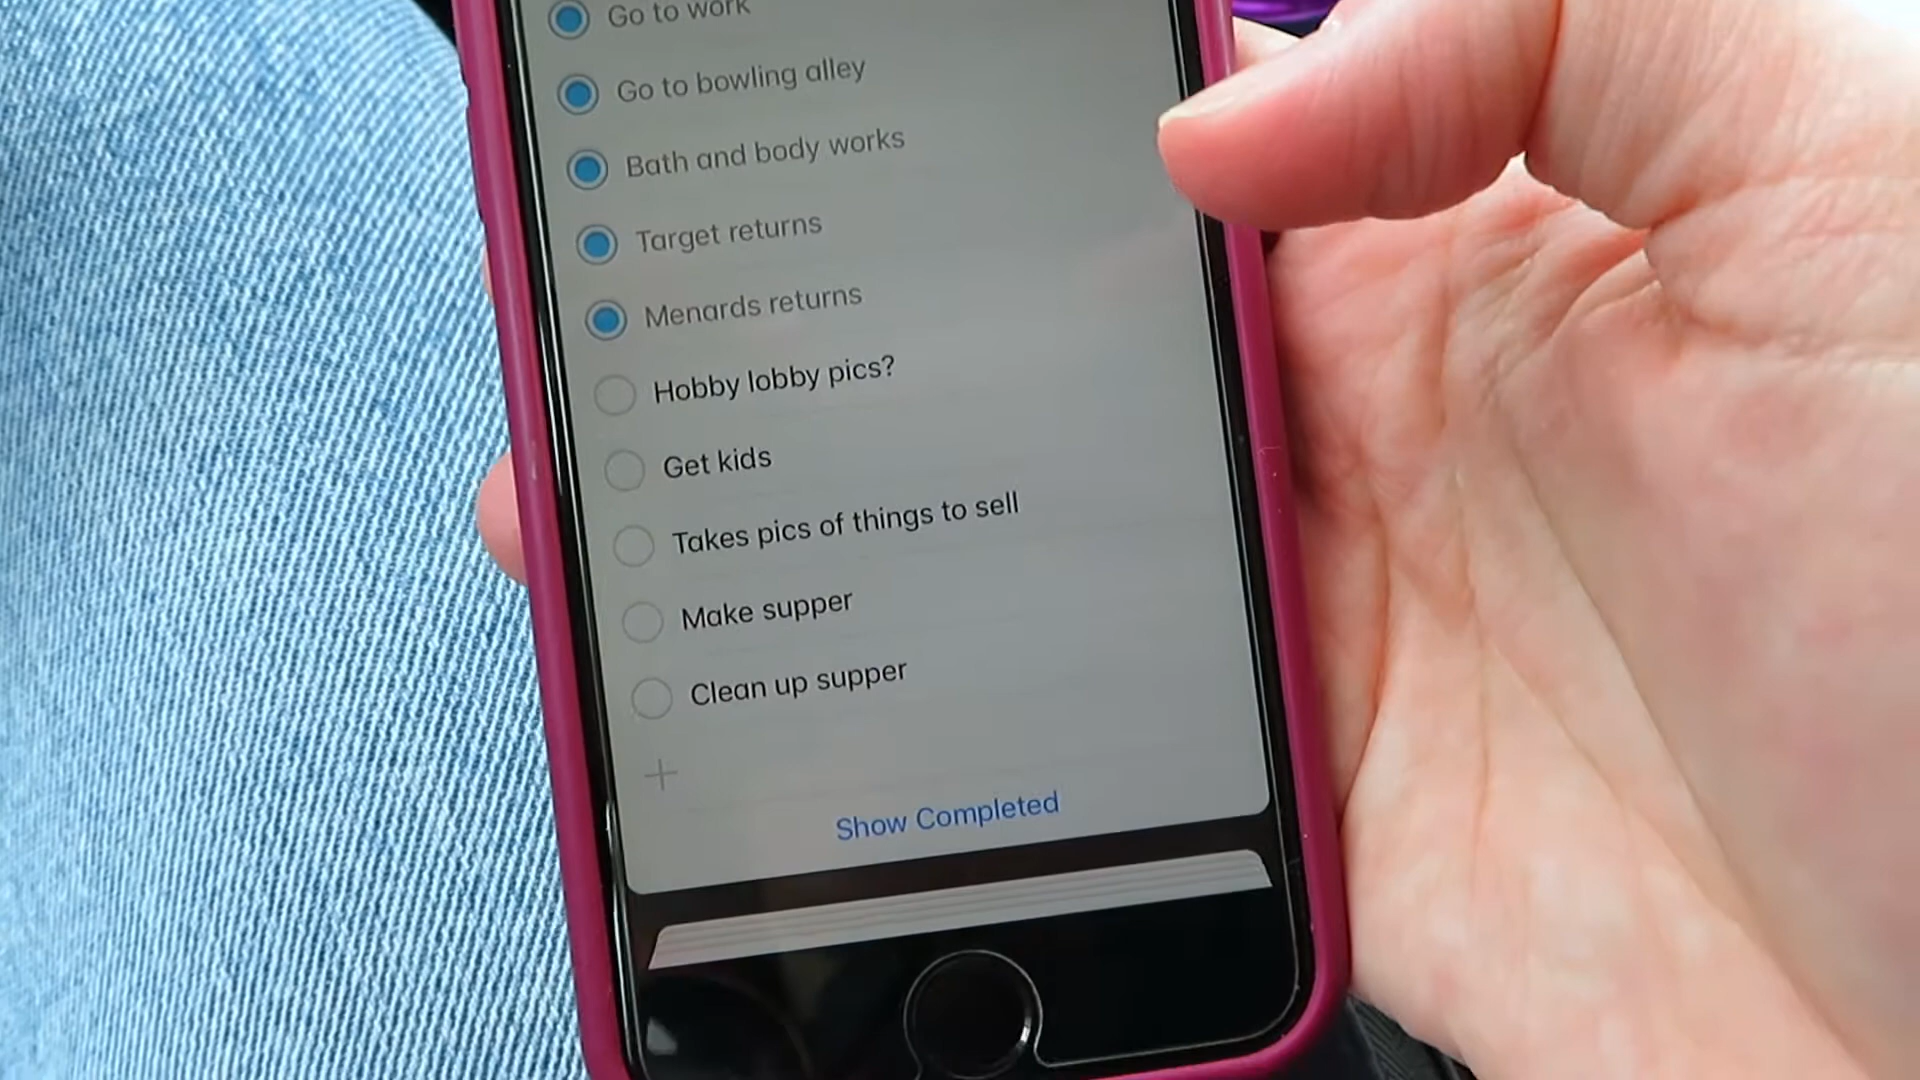 Go to work
Go to bowling alley
Bath and body works
Target returns
Menards returns
Hobby lobby pics?
Get kids
Takes pics of things to sell
Make supper
Clean up supper
Show Completed